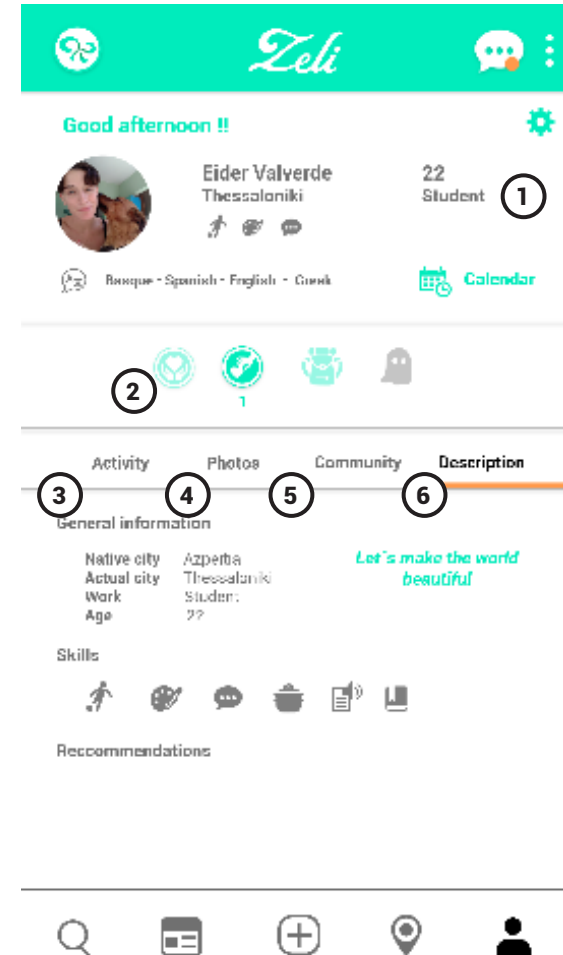 Zeli
Good afternoon !!
Eider Valverde
22
Thessaloniki
Student
1
Basque - Spanish - English - Greek
Calendar
2
1
Activity
Photos
Community
Description
3
4
5
6
General information
Native city
Actual city Thessaloniki
Work Student
Age 22
Let`s make the world
beautiful
Skills
Reccommendations